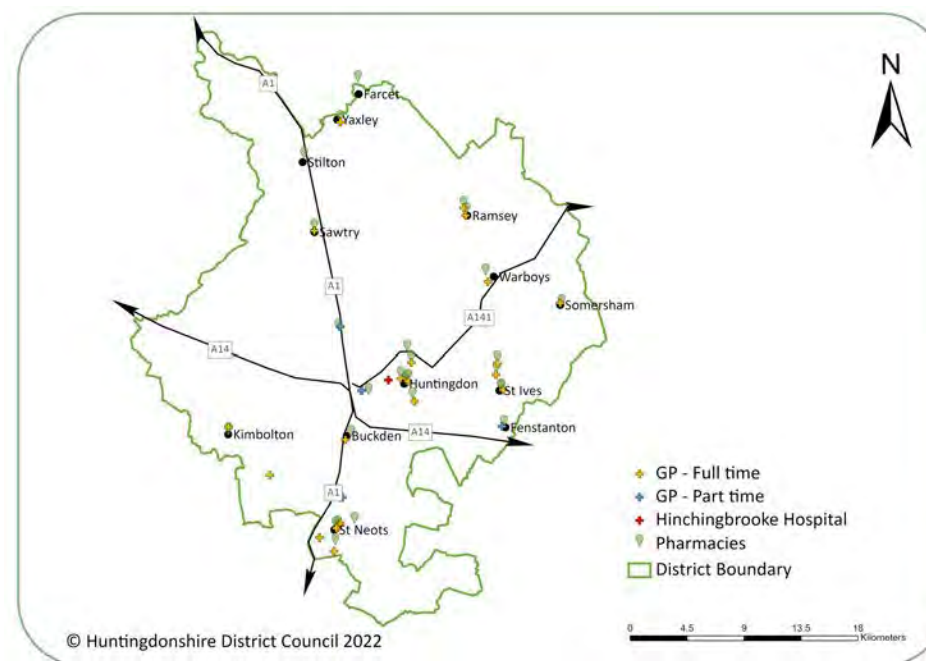 A1
N
Farcet
Yaxley
Stilton
Ramsey
Sawtry
Warboys
A1
Somersham
A141
A14
Huntingdon
St Ives
Fenstanton
Kimbolton
Buckden
A14
GP - Full time
A1
GP - Part time
Hinchingbrooke Hospital
St Neots
Pharmacies
District Boundary
0 4.5 9 13.5 18
Kilometers
© Huntingdonshire District Council 2022